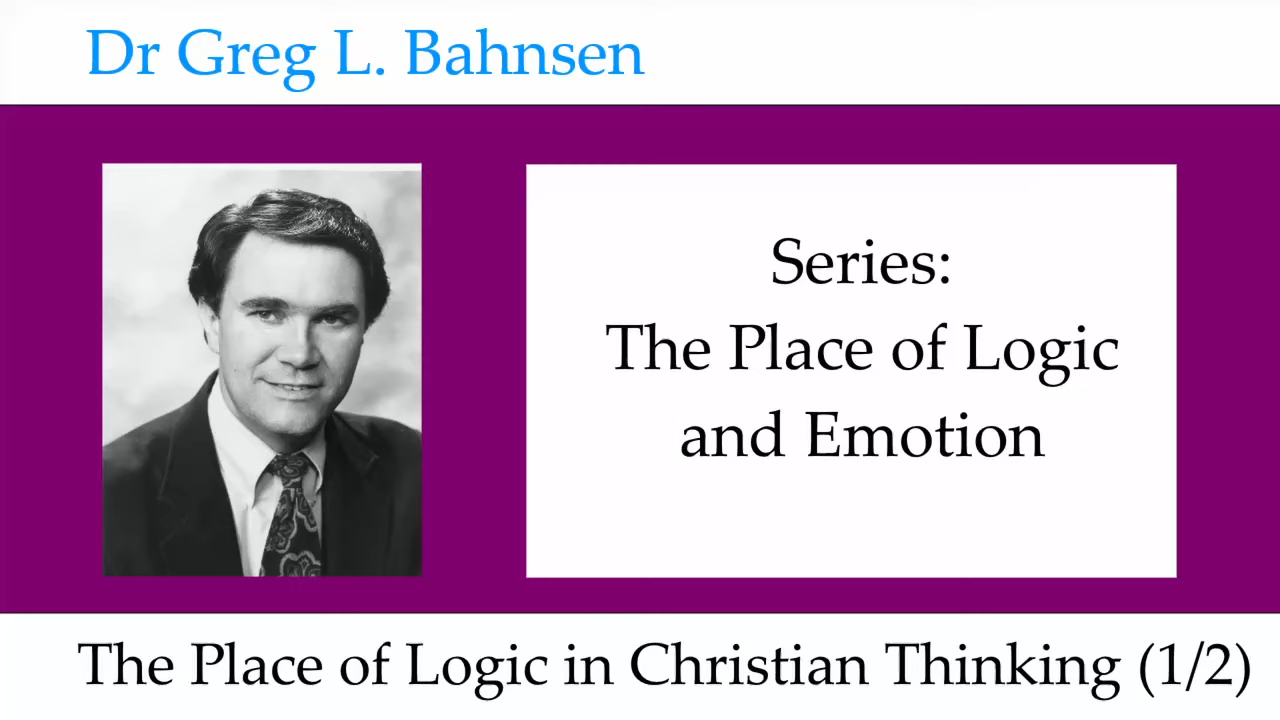 Dr Greg L. Bahnsen
Series:
The Place of Logic
and Emotion
The Place of Logic in Christian Thinking (1/2)